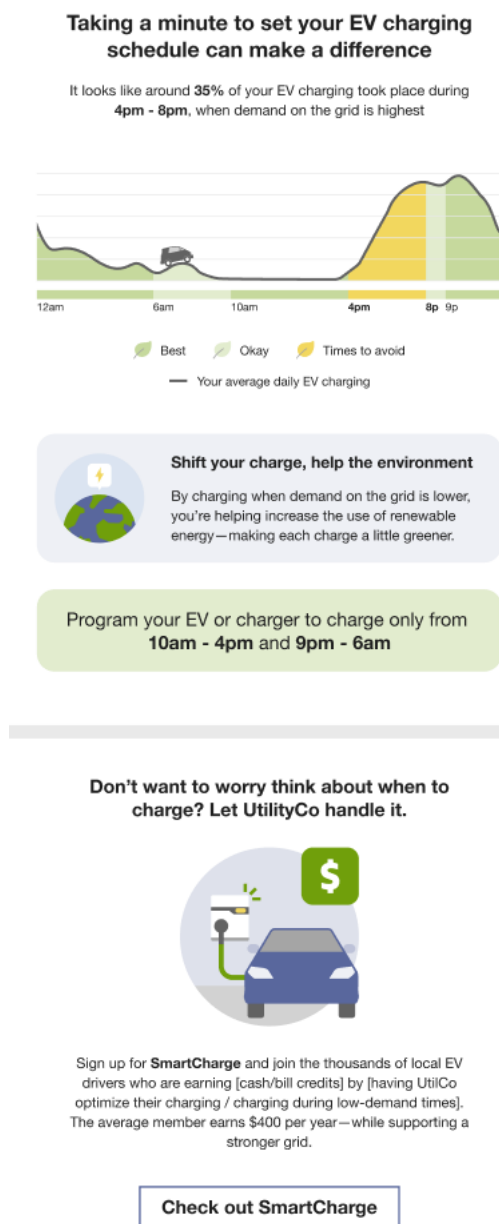 Taking a minute to set your EV charging
schedule can make a difference
It looks like around 35% of your EV charging took place during
4pm - 8pm, when demand on the grid is highest
12am 6am 10am 4pm 8p 9p
Best Okay Times to avoid
Your average daily EV charging
Shift your charge, help the environment
By charging when demand on the grid is lower,
you're helping increase the use of renewable
energy—making each charge a little greener.
Program your EV or charger to charge only from
10am - 4pm and 9pm - 6am
Don't want to worry think about when to
charge? Let UtilityCo handle it.
$
Sign up for SmartCharge and join the thousands of local EV
drivers who are earning [cash/bill credits] by [having UtilCo
optimize their charging / charging during low-demand times].
The average member earns $400 per year—while supporting a
stronger grid.
Check out SmartCharge